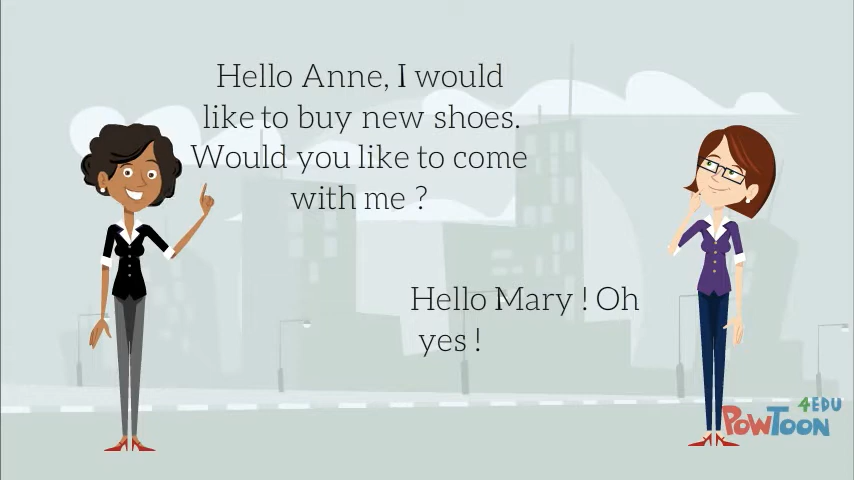 Hello Anne, I would
like to buy new shoes.
Would you like to come
with me ?
Hello Mary ! Oh
yes !
4EDU
POWTOON